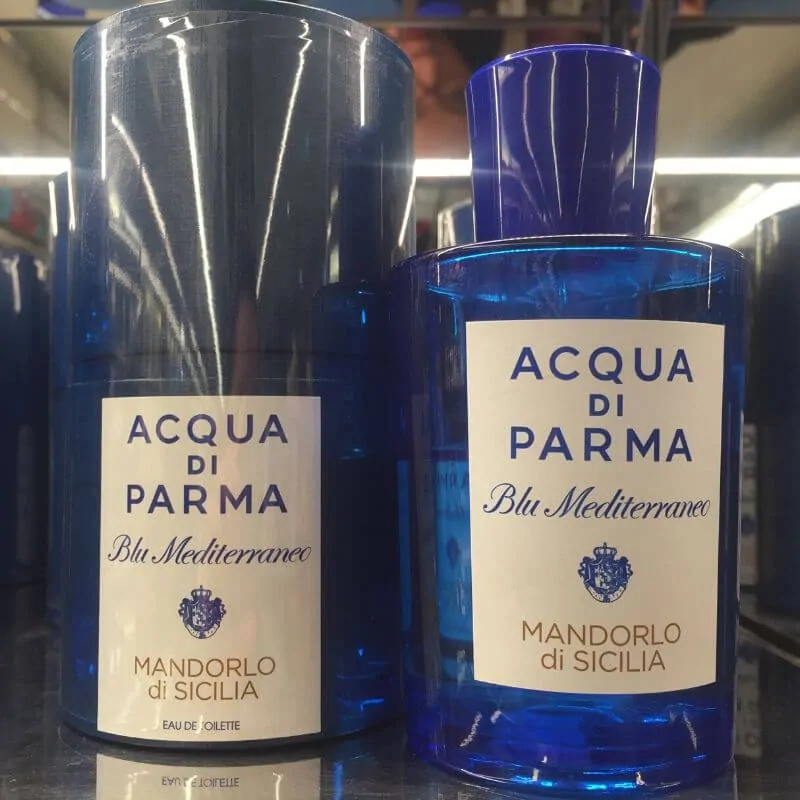 ACQUA
DI
PARMA
Blu Mediterraneo
MANDORLO
di SICILIA
EAU DE TOILETTE
ACQUA
DI
PARMA
Blu Mediterraneo
MANDORLO
di SICILIA